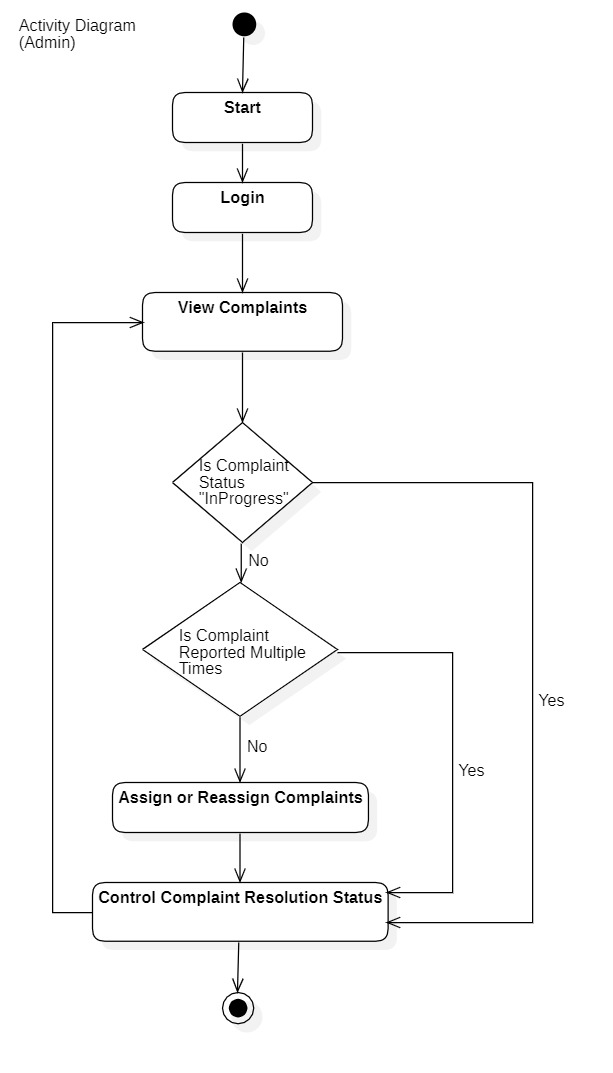 Activity Diagram
(Admin)
Start
Login
View Complaints
Is Complaint
Status
"InProgress"
No
Is Complaint
Reported Multiple
Times
Yes
No
Yes
Assign or Reassign Complaints
Control Complaint Resolution Status